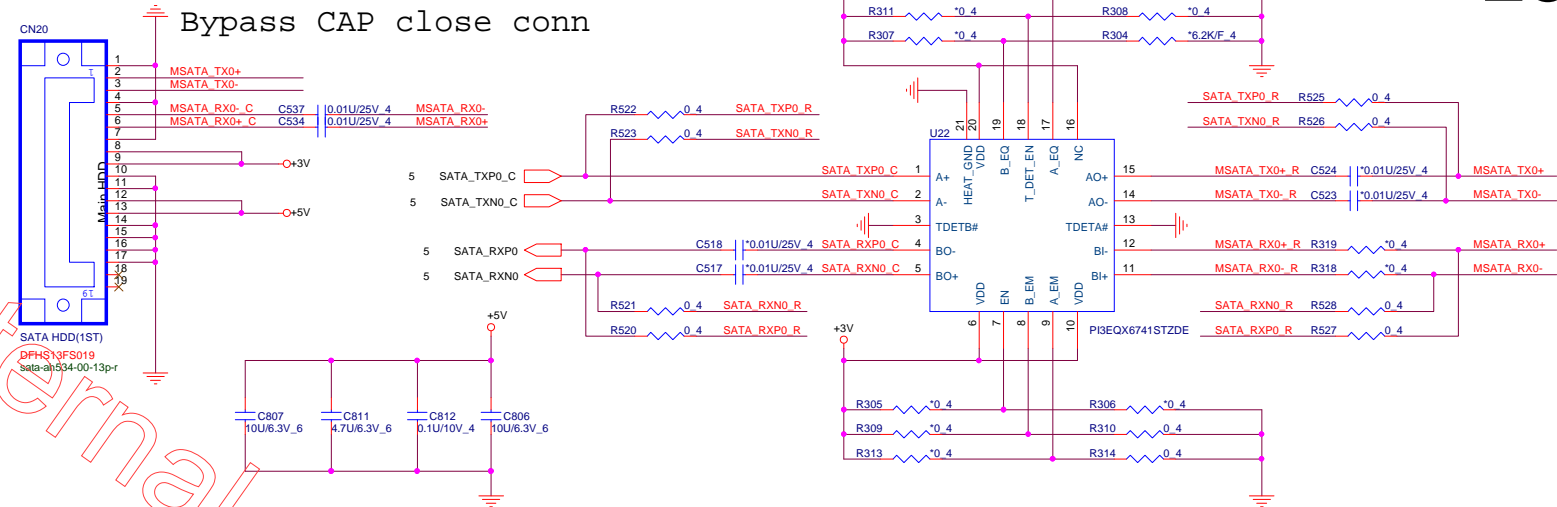 Bypass CAP close conn
CN20
1
2
3
4
5
6
7
8
9
10
11
12
13
14
15
16
17
18
19
1
19
Main HDD
MSATA_TX0+
MSATA_TX0-
MSATA_RX0-_C C537 0.01U/25V_4 MSATA_RX0-
MSATA_RX0+_C C534 0.01U/25V_4 MSATA_RX0+
+3V
+5V
SATA HDD(1ST)
DFHS13FS019
sata-ah534-00-13p-r
R522 0_4 SATA_TXP0_R
R523 0_4 SATA_TXN0_R
5 SATA_TXP0_C
5 SATA_TXN0_C
5 SATA_RXP0
5 SATA_RXN0
C518 *0.01U/25V_4 SATA_RXP0_C
C517 *0.01U/25V_4 SATA_RXN0_C
R521 0_4 SATA_RXN0_R
R520 0_4 SATA_RXP0_R
+5V
C807 10U/6.3V_6
C811 4.7U/6.3V_6
C812 0.1U/10V_4
C806 10U/6.3V_6
R311 *0_4 R308 *0_4
R307 *0_4 R304 *6.2K/F_4
SATA_TXP0_C
SATA_TXN0_C
U22
21 20 19 18 17 16
HEAT_GND VDD B_EQ T_DET_EN A_EQ NC
1 A+ AO+ 15
2 A- AO- 14
3 TDETB# TDETA# 13
4 BO- BI- 12
5 BO+ BI+ 11
VDD EN B_EM A_EM VDD
6 7 8 9 10
PI3EQX6741STZDE
SATA_TXP0_R R525 0_4
SATA_TXN0_R R526 0_4
MSATA_TX0+_R C524 *0.01U/25V_4 MSATA_TX0+
MSATA_TX0-_R C523 *0.01U/25V_4 MSATA_TX0-
MSATA_RX0+_R R319 *0_4 MSATA_RX0+
MSATA_RX0-_R R318 *0_4 MSATA_RX0-
SATA_RXN0_R R528 0_4
SATA_RXP0_R R527 0_4
+3V
R305 *0_4 R306 *0_4
R309 *0_4 R310 0_4
R313 *0_4 R314 0_4